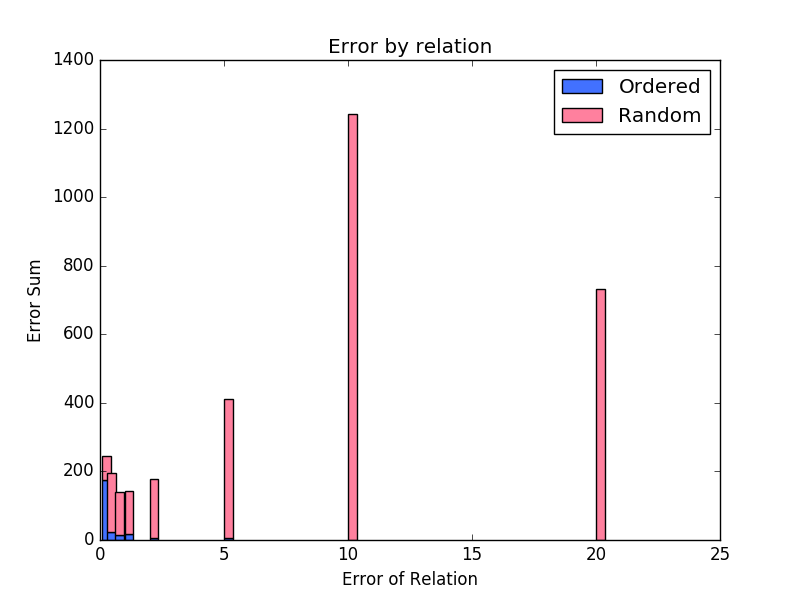 Error by relation
1400
1200
1000
800
600
400
200
0
Error Sum
Ordered
Random
0 5 10 15 20 25
Error of Relation